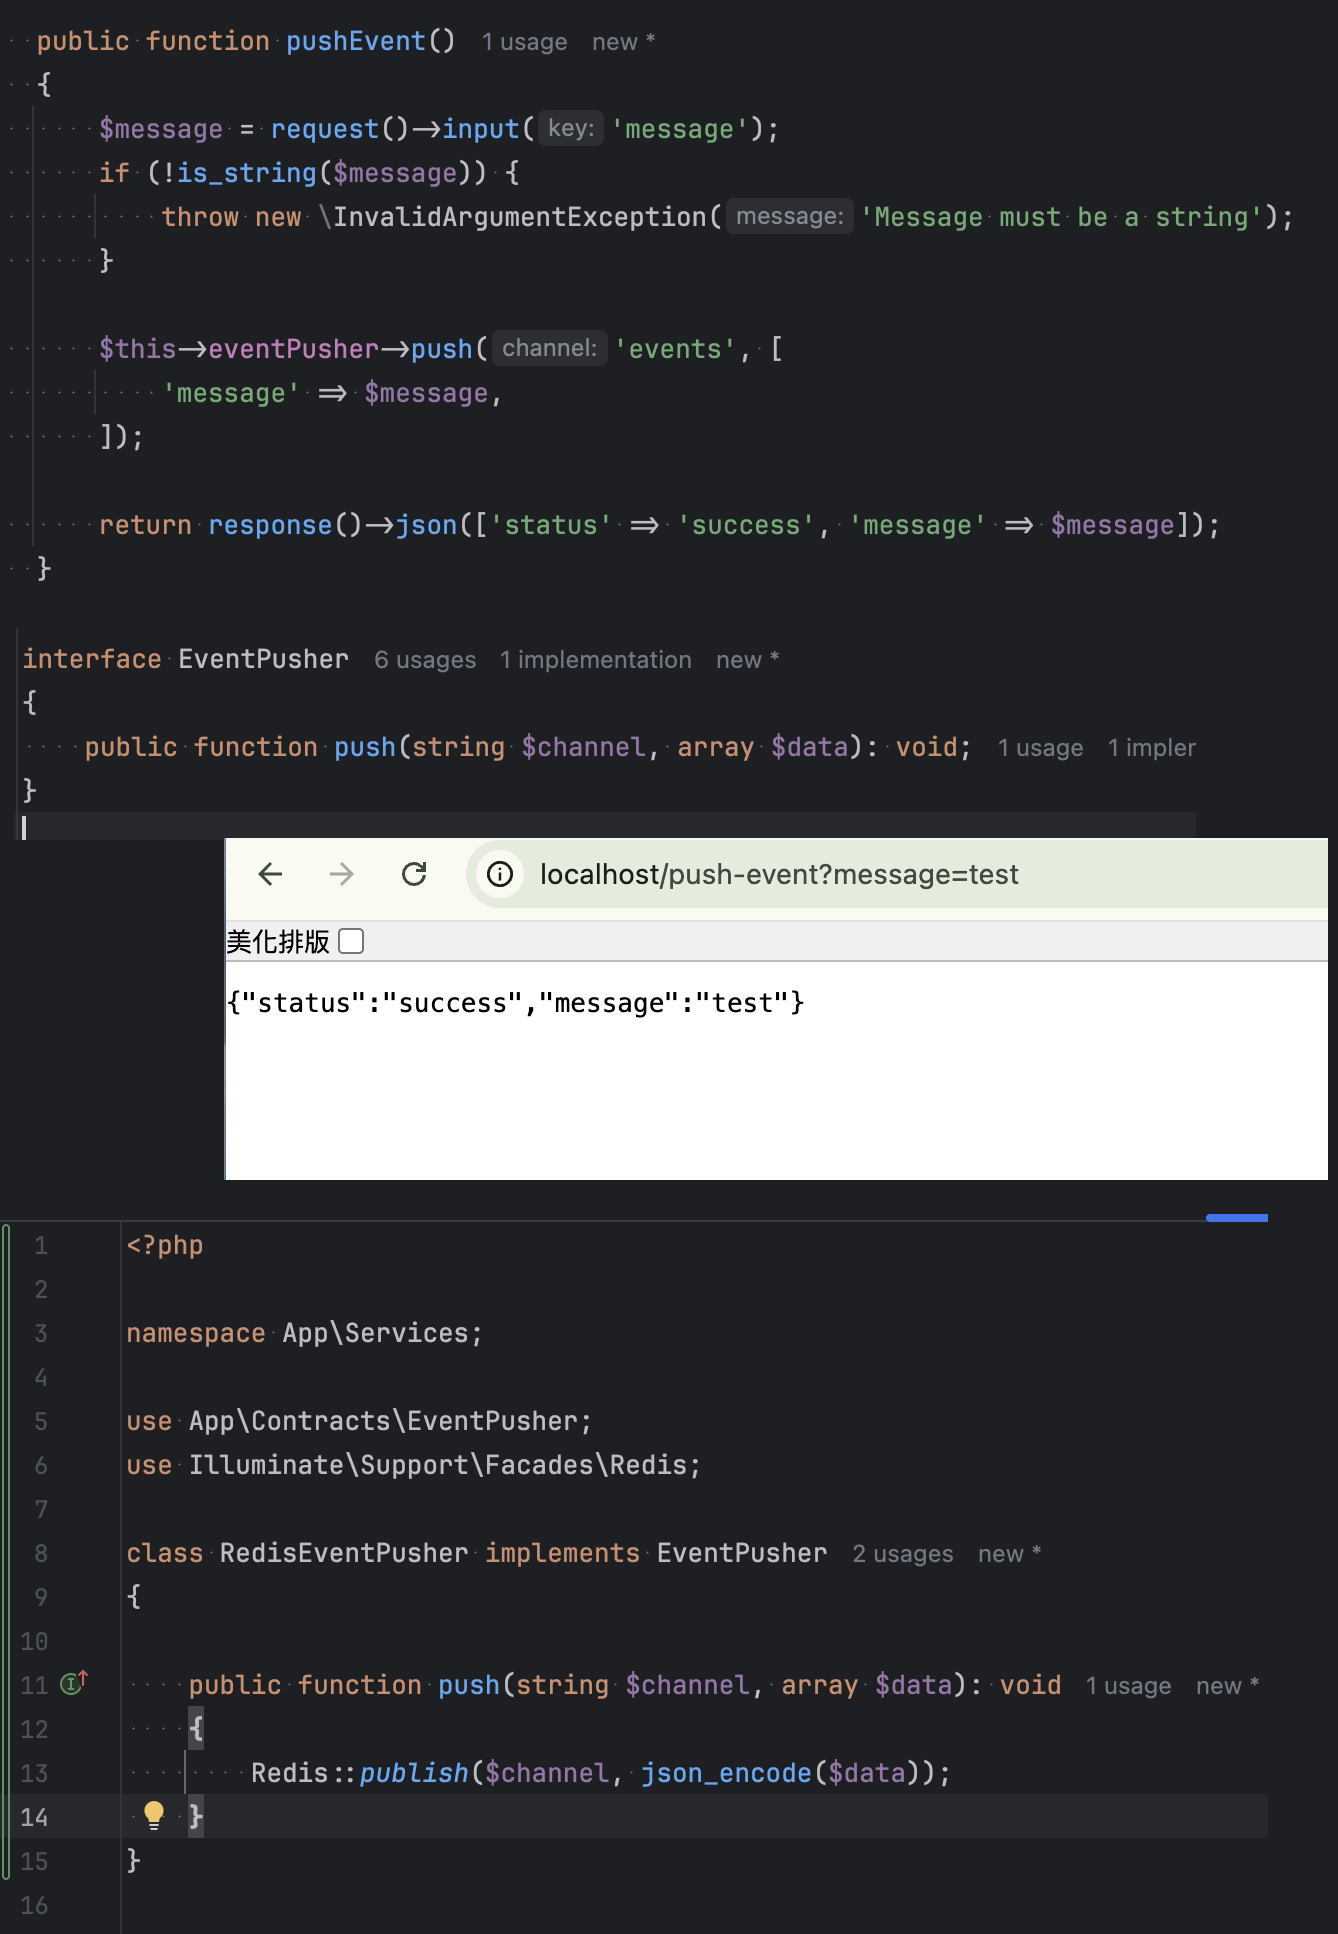 public function pushEvent() 1 usage new *
{
$message = request()->input( key: 'message');
if (!is_string($message)) {
throw new \InvalidArgumentException( message: 'Message must be a string');
}
$this->eventPusher->push( channel: 'events', [
'message' => $message,
]);
return response()->json(['status' => 'success', 'message' => $message]);
}
interface EventPusher 6 usages 1 implementation new *
{
public function push(string $channel, array $data): void; 1 usage 1 impler
}
localhost/push-event?message=test
美化排版
{"status":"success","message":"test"}
1 <?php
2
3 namespace App\Services;
4
5 use App\Contracts\EventPusher;
6 use Illuminate\Support\Facades\Redis;
7
8 class RedisEventPusher implements EventPusher 2 usages new *
9 {
10
11 public function push(string $channel, array $data): void 1 usage new *
12 {
13 Redis::publish($channel, json_encode($data));
14 }
15 }
16